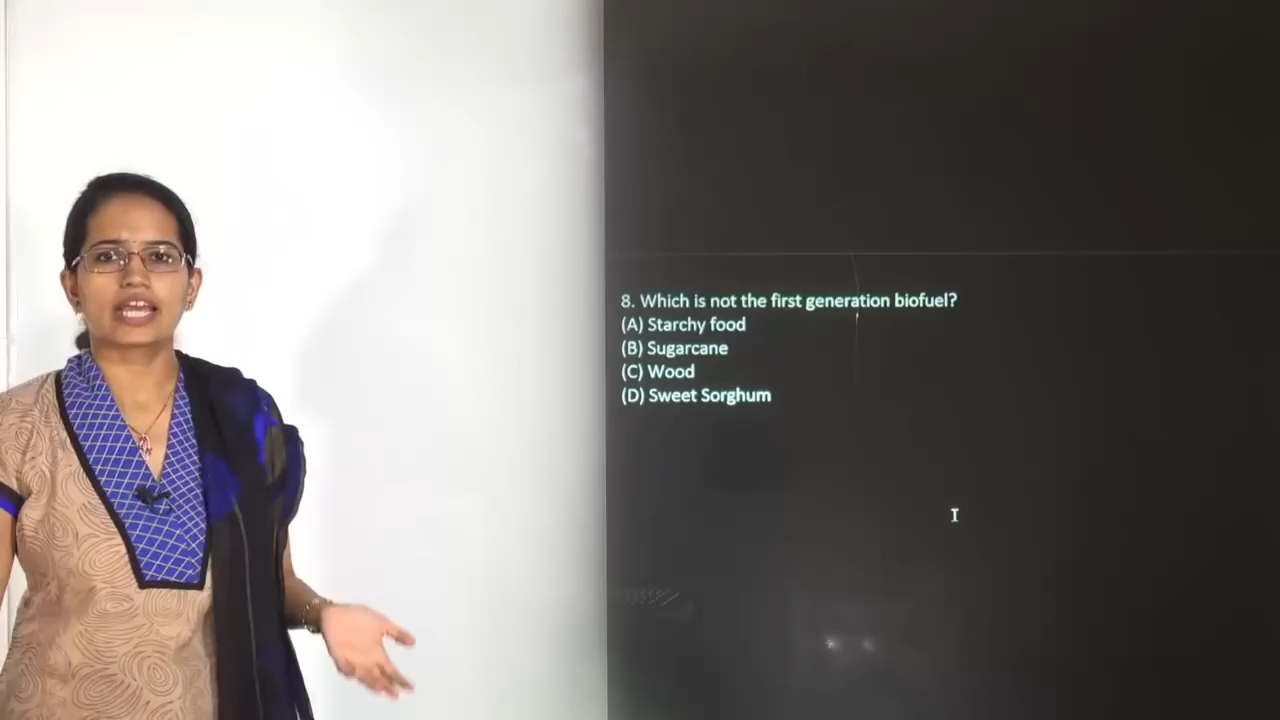 8. Which is not the first generation biofuel?
(A) Starchy food
(B) Sugarcane
(C) Wood
(D) Sweet Sorghum